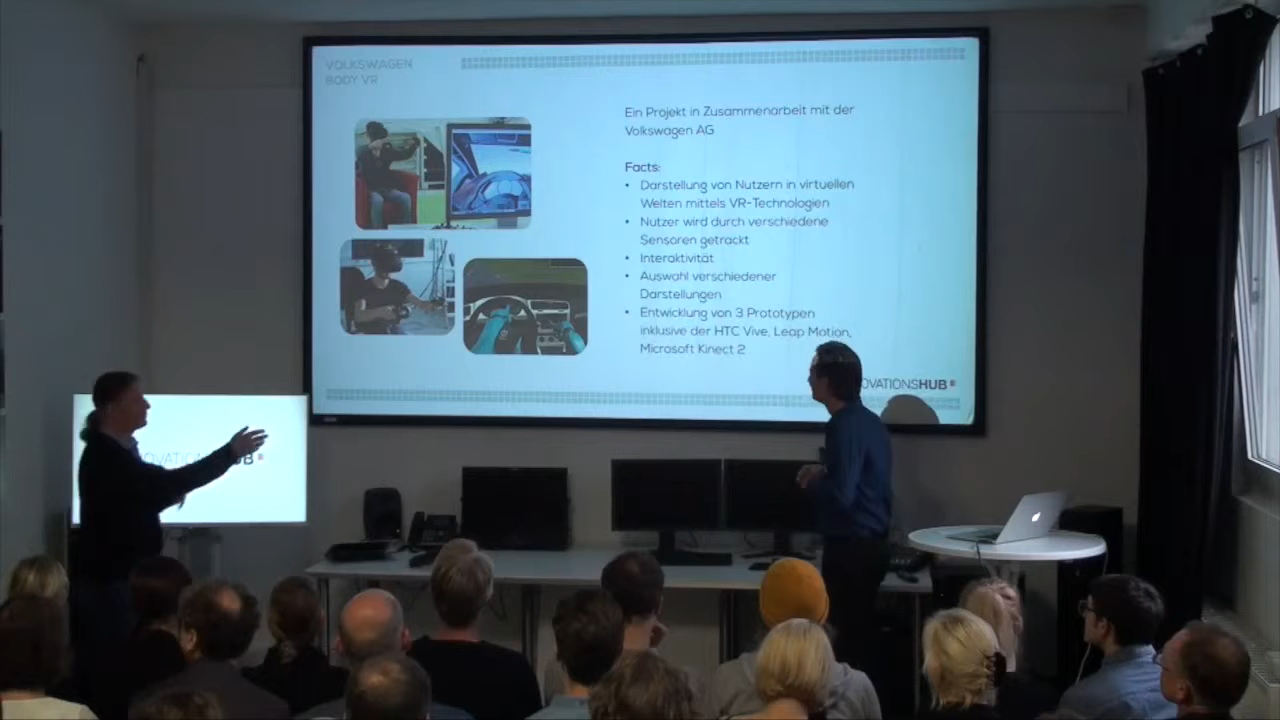 VOLKSWAGEN
BODY VR
Ein Projekt in Zusammenarbeit mit der
Volkswagen AG
Facts:
• Darstellung von Nutzern in virtuellen
Welten mittels VR-Technologien
• Nutzer wird durch verschiedene
Sensoren getrackt
• Interaktivität
• Auswahl verschiedener
Darstellungen
• Entwicklung von 3 Prototypen
inklusive der HTC Vive, Leap Motion,
Microsoft Kinect 2
OVATIONSHUB
OVATIONSHUB